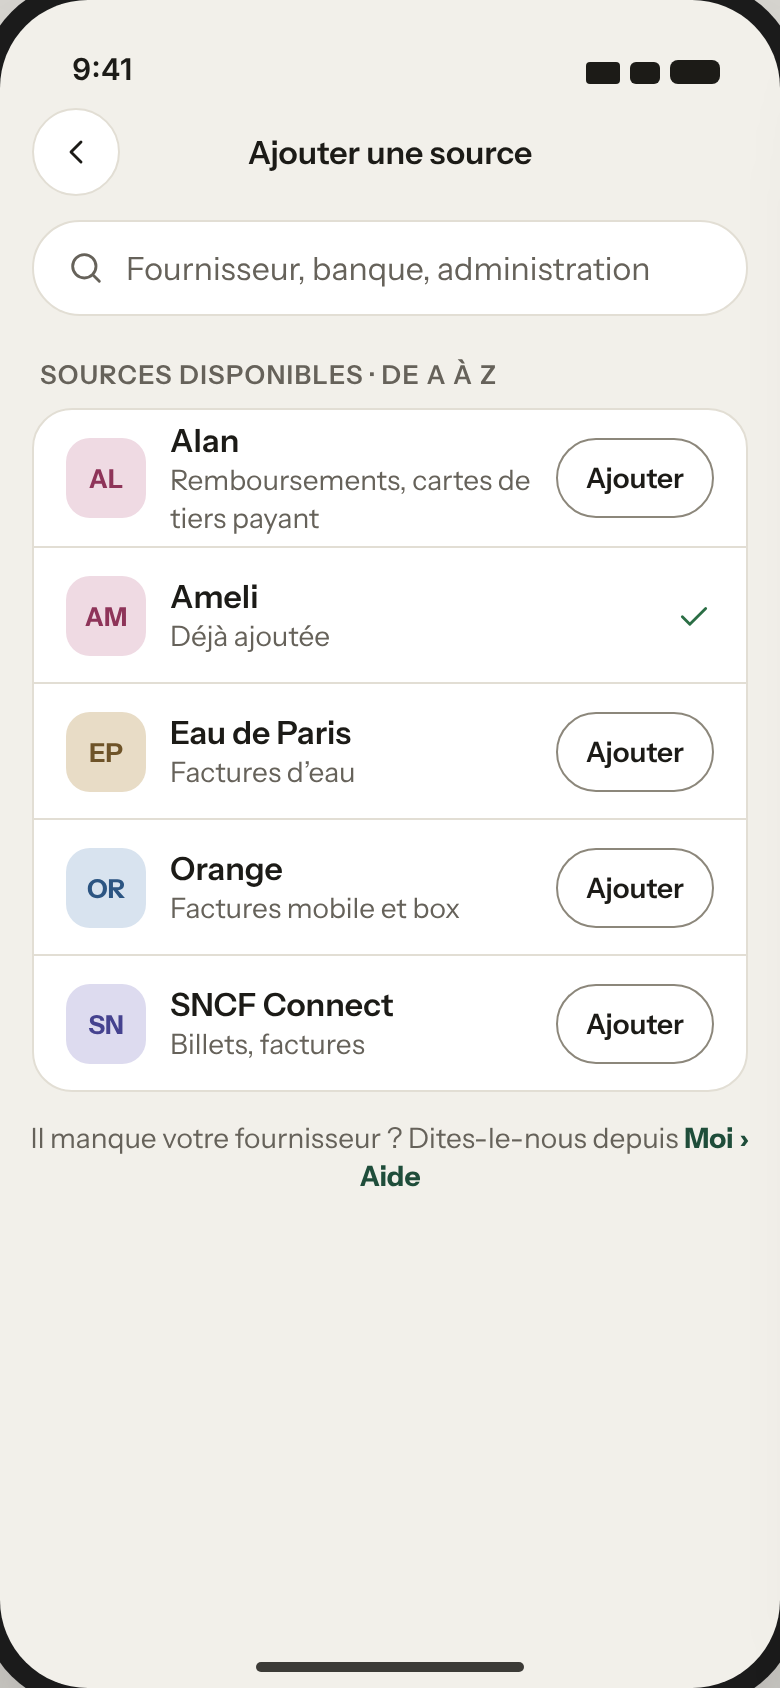 9:41
Ajouter une source
Fournisseur, banque, administration
SOURCES DISPONIBLES · DE A À Z
AL
Alan
Remboursements, cartes de
tiers payant
Ajouter
AM
Ameli
Déjà ajoutée
EP
Eau de Paris
Factures d’eau
Ajouter
OR
Orange
Factures mobile et box
Ajouter
SN
SNCF Connect
Billets, factures
Ajouter
Il manque votre fournisseur ? Dites-le-nous depuis Moi ›
Aide